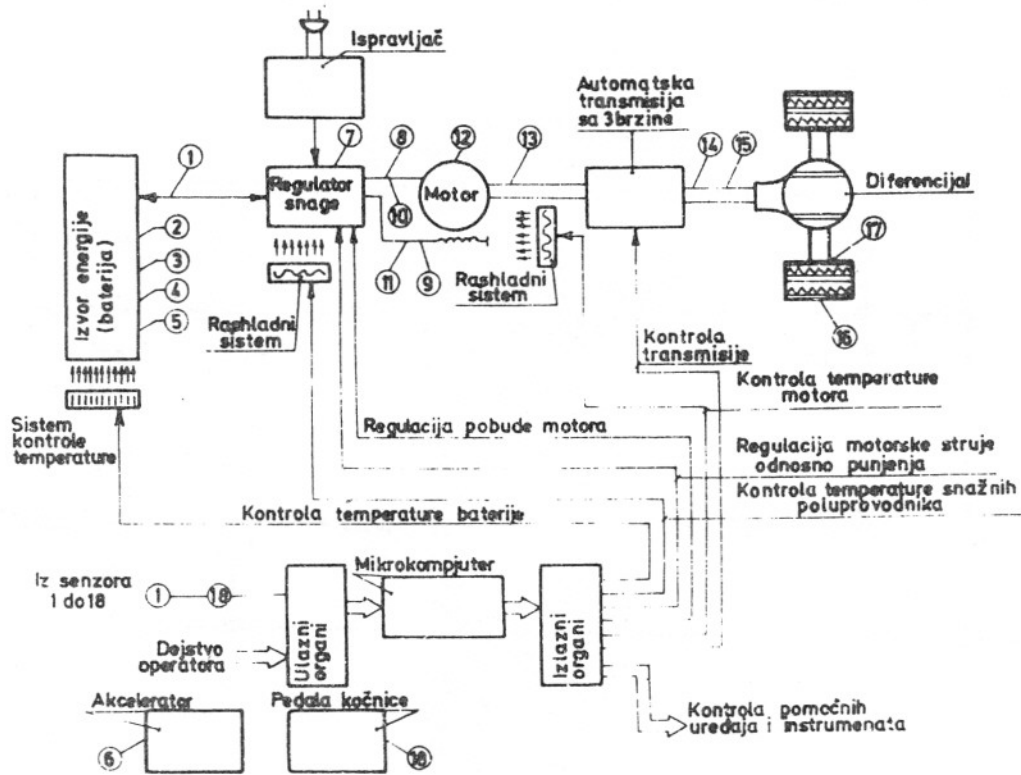 Ispravljač
Automatska
transmisija
sa 3 brzine
1
7
8
12
13
14
15
Izvor energije
(baterija)
Regulator
snage
Motor
Diferencijal
10
2
3
4
5
11
9
17
16
Rashladni
sistem
Rashladni
sistem
Kontrola
transmisije
Kontrola temperature
motora
Sistem
kontrole
temperature
Regulacija pobude motora
Regulacija motorske struje
odnosno punjenja
Kontrola temperature snažnih
poluprovodnika
Kontrola temperature baterije
Mikrokompjuter
Iz senzora
1 do 18
1
18
Ulazni
organi
Izlazni
organi
Dejstvo
operatora
Akcelerator
Pedala kočnice
6
Kontrola pomoćnih
uređaja i instrumenata